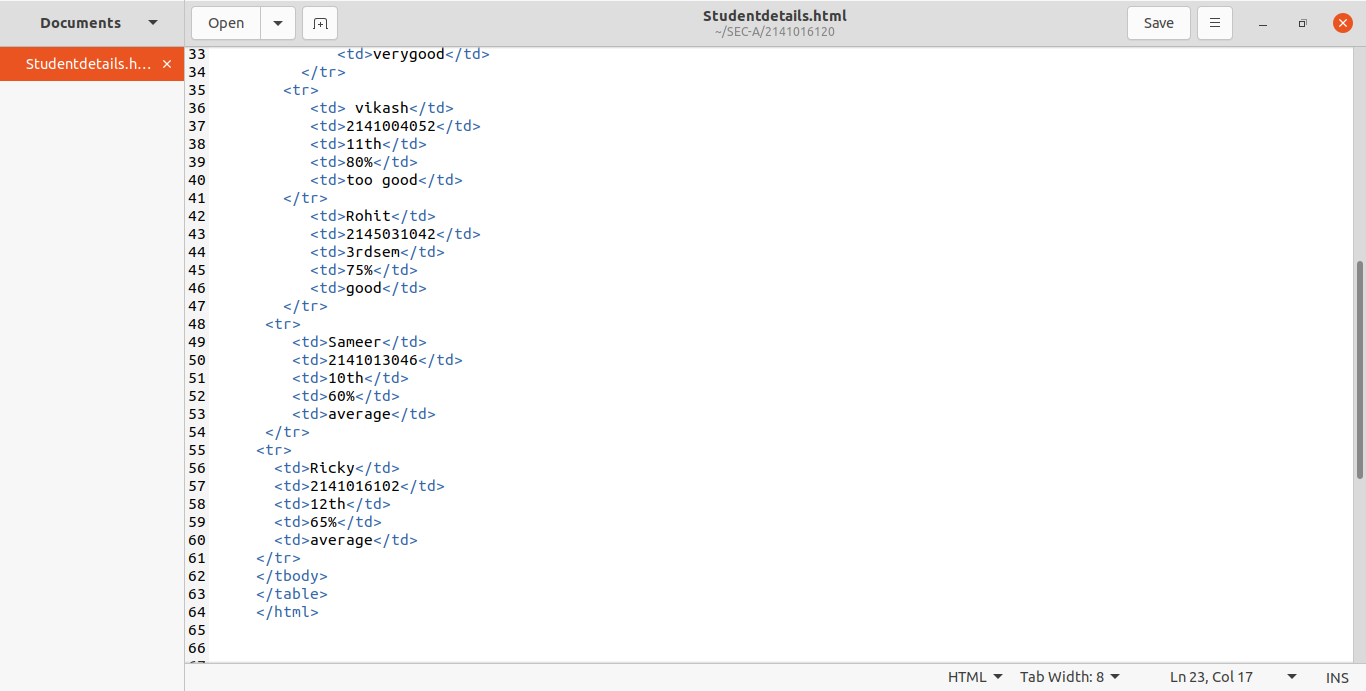 Documents
Open
Studentdetails.html
~/SEC-A/2141016120
Save
Studentdetails.h...
33 <td>verygood</td>
34 </tr>
35 <tr>
36 <td> vikash</td>
37 <td>2141004052</td>
38 <td>11th</td>
39 <td>80%</td>
40 <td>too good</td>
41 </tr>
42 <td>Rohit</td>
43 <td>2145031042</td>
44 <td>3rdsem</td>
45 <td>75%</td>
46 <td>good</td>
47 </tr>
48 <tr>
49 <td>Sameer</td>
50 <td>2141013046</td>
51 <td>10th</td>
52 <td>60%</td>
53 <td>average</td>
54 </tr>
55 <tr>
56 <td>Ricky</td>
57 <td>2141016102</td>
58 <td>12th</td>
59 <td>65%</td>
60 <td>average</td>
61 </tr>
62 </tbody>
63 </table>
64 </html>
65
66
HTML Tab Width: 8 Ln 23, Col 17 INS